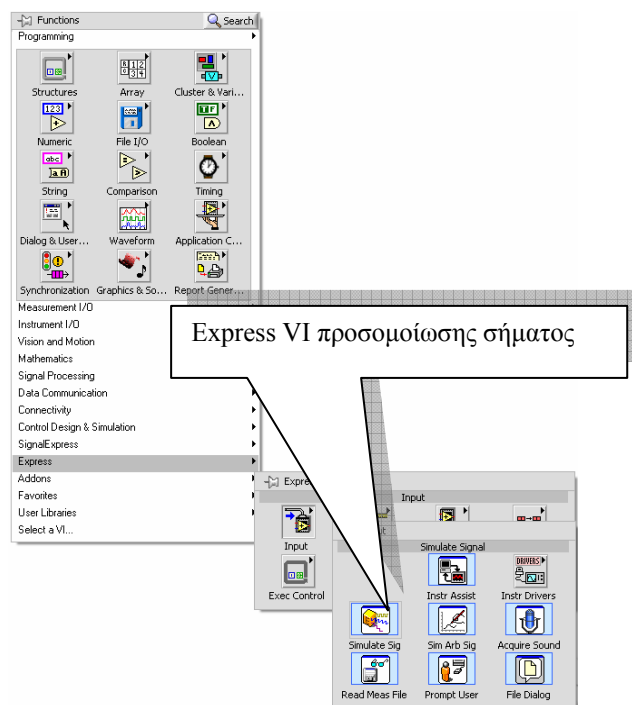 Functions Search
Programming
Structures Array Cluster & Vari...
Numeric File I/O Boolean
String Comparison Timing
Dialog & User... Waveform Application C...
Synchronization Graphics & So... Report Gener...
Measurement I/O
Instrument I/O
Vision and Motion
Mathematics
Signal Processing
Data Communication
Connectivity
Control Design & Simulation
SignalExpress
Express
Addons
Favorites
User Libraries
Select a VI...
Express VI προσομοίωσης σήματος
Input
Input
Exec Control
Simulate Signal
Instr Assist Instr Drivers
Simulate Sig Sim Arb Sig Acquire Sound
Read Meas File Prompt User File Dialog